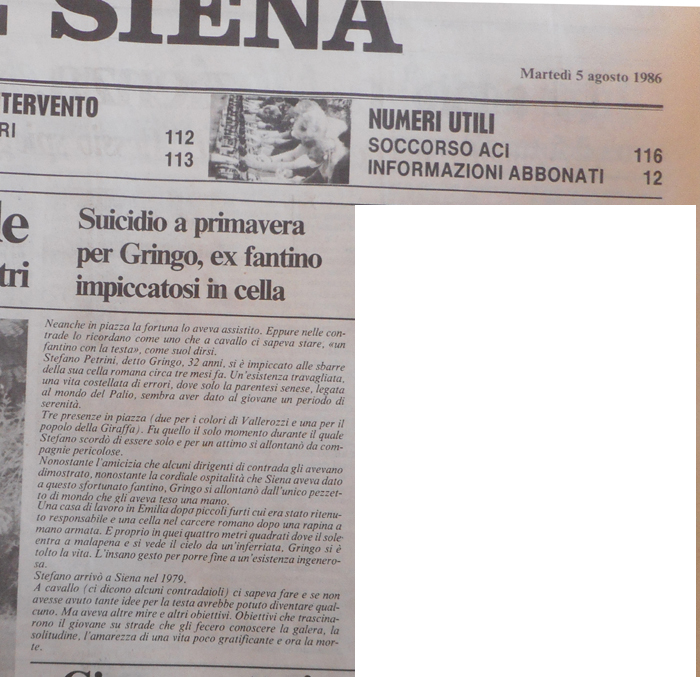 SIENA
Martedì 5 agosto 1986
TERVENTO
RI
112
113
NUMERI UTILI
SOCCORSO ACI 116
INFORMAZIONI ABBONATI 12
le
tri
Suicidio a primavera
per Gringo, ex fantino
impiccatosi in cella
Neanche in piazza la fortuna lo aveva assistito. Eppure nelle con-
trade lo ricordano come uno che a cavallo ci sapeva stare, «un
fantino con la testa», come suol dirsi.
Stefano Petrini, detto Gringo, 32 anni, si è impiccato alle sbarre
della sua cella romana circa tre mesi fa. Un'esistenza travagliata,
una vita costellata di errori, dove solo la parentesi senese, legata
al mondo del Palio, sembra aver dato al giovane un periodo di
serenità.
Tre presenze in piazza (due per i colori di Vallerozzi e una per il
popolo della Giraffa). Fu quello il solo momento durante il quale
Stefano scordò di essere solo e per un attimo si allontanò da com-
pagnie pericolose.
Nonostante l'amicizia che alcuni dirigenti di contrada gli avevano
dimostrato, nonostante la cordiale ospitalità che Siena aveva dato
a questo sfortunato fantino, Gringo si allontanò dall'unico pezzet-
to di mondo che gli aveva teso una mano.
Una casa di lavoro in Emilia dopo piccoli furti cui era stato ritenu-
to responsabile e una cella nel carcere romano dopo una rapina a
mano armata. E proprio in quei quattro metri quadrati dove il sole
entra a malapena e si vede il cielo da un'inferriata, Gringo si è
tolto la vita. L'insano gesto per porre fine a un'esistenza ingenero-
sa.
Stefano arrivò a Siena nel 1979.
A cavallo (ci dicono alcuni contradaioli) ci sapeva fare e se non
avesse avuto tante idee per la testa avrebbe potuto diventare qual-
cuno. Ma aveva altre mire e altri obiettivi. Obiettivi che trascina-
rono il giovane su strade che gli fecero conoscere la galera, la
solitudine, l'amarezza di una vita poco gratificante e ora la mor-
te.